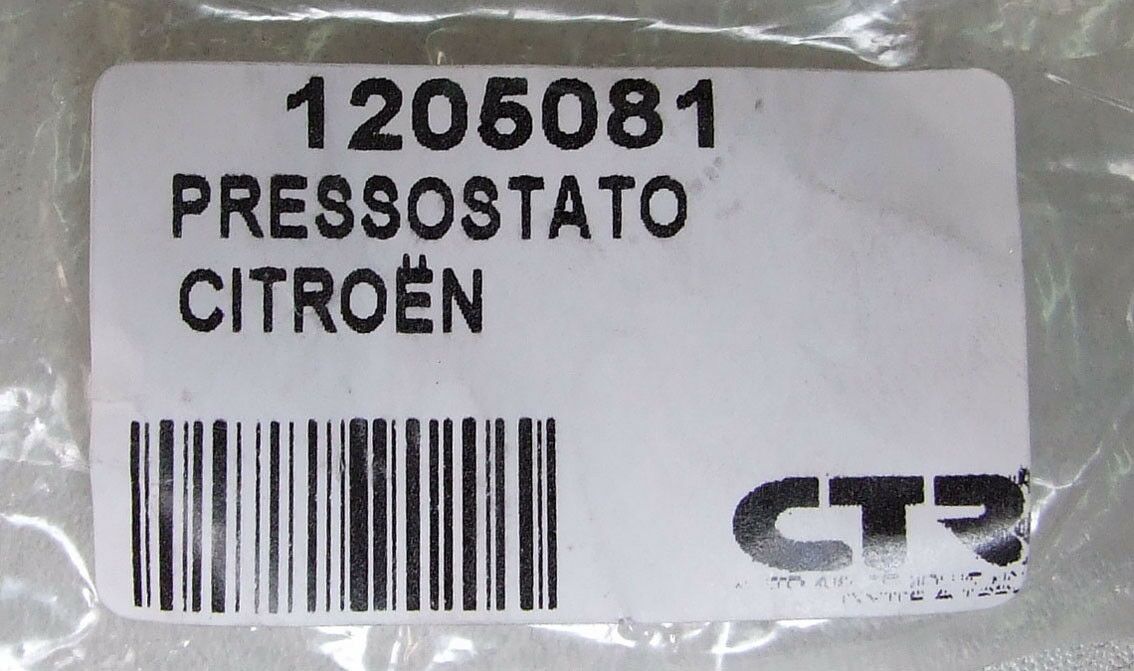 1205081
PRESSOSTATO
CITROËN
CTR